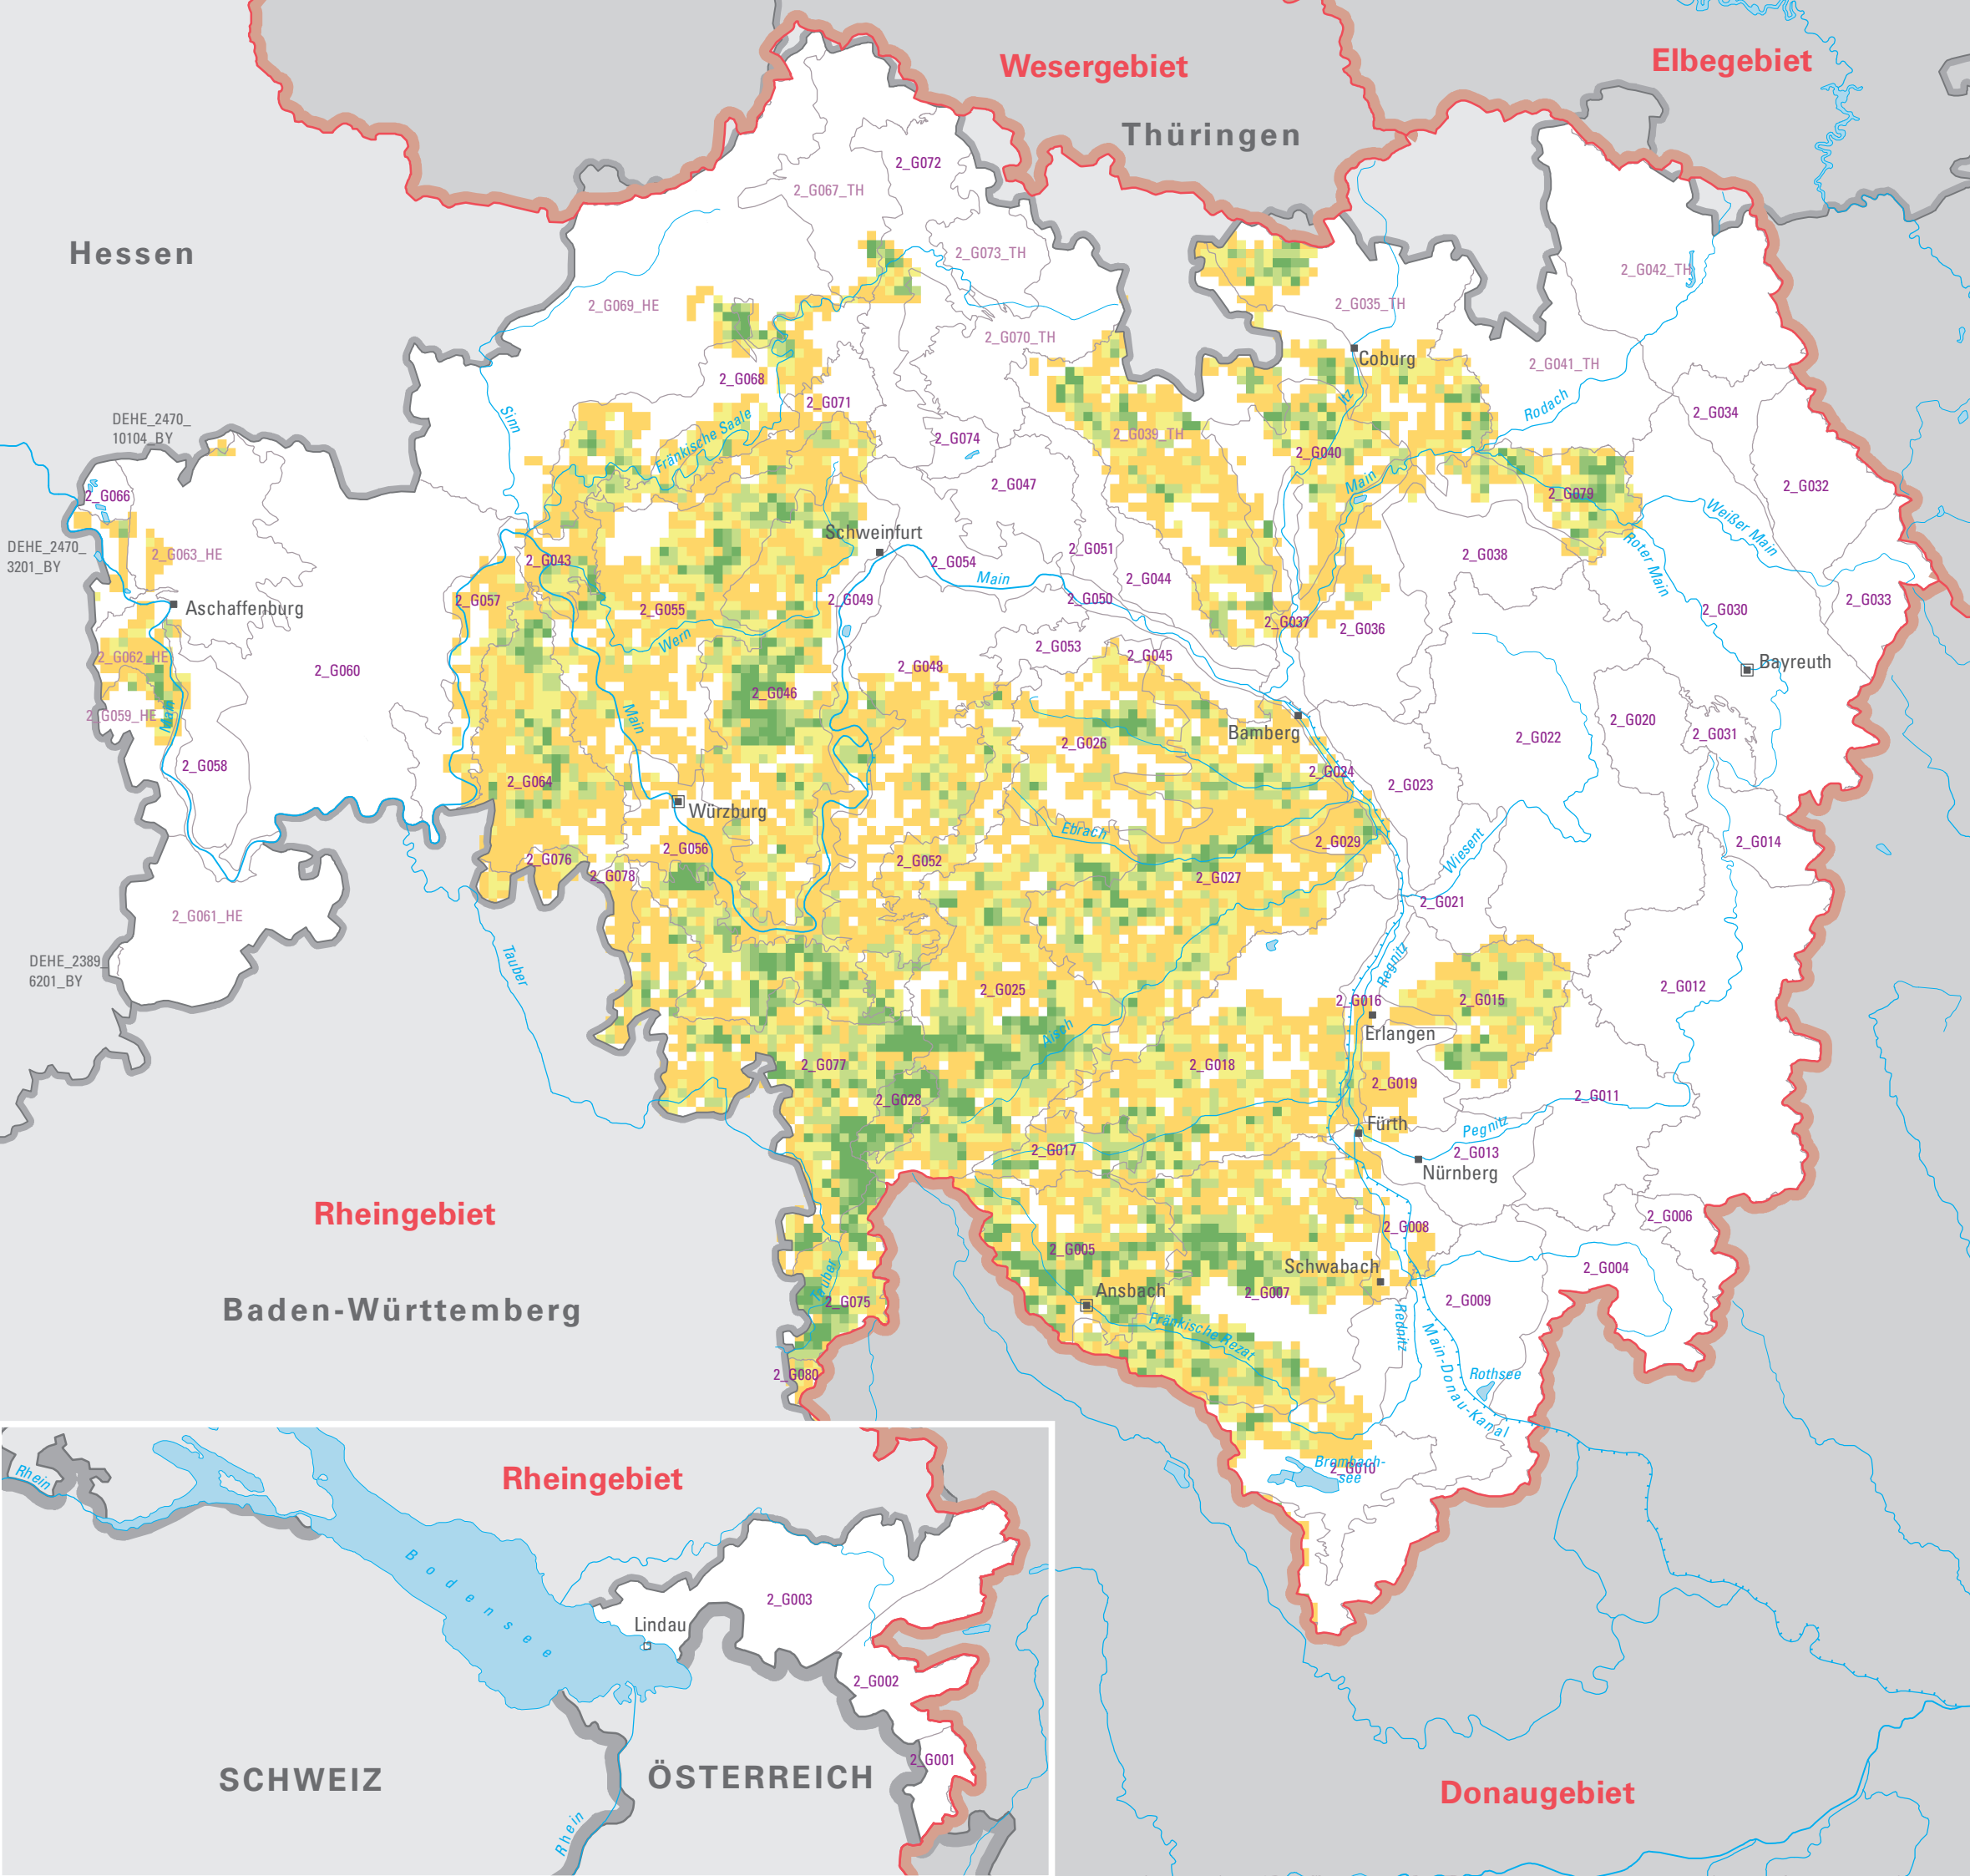 Wesergebiet
Elbegebiet
Thüringen
2_G072
2_G067_TH
Hessen
2_G073_TH
2_G042_TH
2_G069_HE
2_G035_TH
2_G070_TH
Coburg
2_G041_TH
2_G068
2_G071
Itz
Rodach
2_G034
DEHE_2470_
10104_BY
Sinn
Fränkische Saale
2_G074
2_G039_TH
2_G040
2_G066
2_G047
Main
2_G079
2_G032
Weißer Main
Schweinfurt
DEHE_2470_
3201_BY
2_G063_HE
2_G043
2_G054
2_G051
2_G038
Roter Main
Main
2_G044
2_G057
2_G055
2_G049
2_G050
2_G030
2_G033
Aschaffenburg
2_G037
2_G036
Wern
2_G053
2_G045
2_G062_HE
2_G060
2_G048
Bayreuth
2_G046
2_G059_HE
Main
Main
2_G020
2_G031
Bamberg
2_G026
2_G022
2_G058
2_G024
2_G023
2_G064
Würzburg
Ebrach
2_G029
2_G014
2_G056
Wiesent
2_G076
2_G052
2_G078
2_G027
2_G021
2_G061_HE
DEHE_2389_
6201_BY
Tauber
Regnitz
2_G025
2_G016
2_G015
2_G012
Erlangen
Aisch
2_G077
2_G018
2_G019
2_G028
2_G011
Fürth
Pegnitz
2_G017
2_G013
Nürnberg
Rheingebiet
2_G008
2_G006
2_G005
Schwabach
2_G004
Tauber
2_G075
Ansbach
2_G007
2_G009
Baden-Württemberg
Fränkische Rezat
Rednitz
Main-Donau-Kanal
2_G080
Rothsee
Brombach-
see
2_G010
Rheingebiet
Rhein
Bodensee
2_G003
Lindau
2_G002
2_G001
SCHWEIZ
ÖSTERREICH
Rhein
Donaugebiet